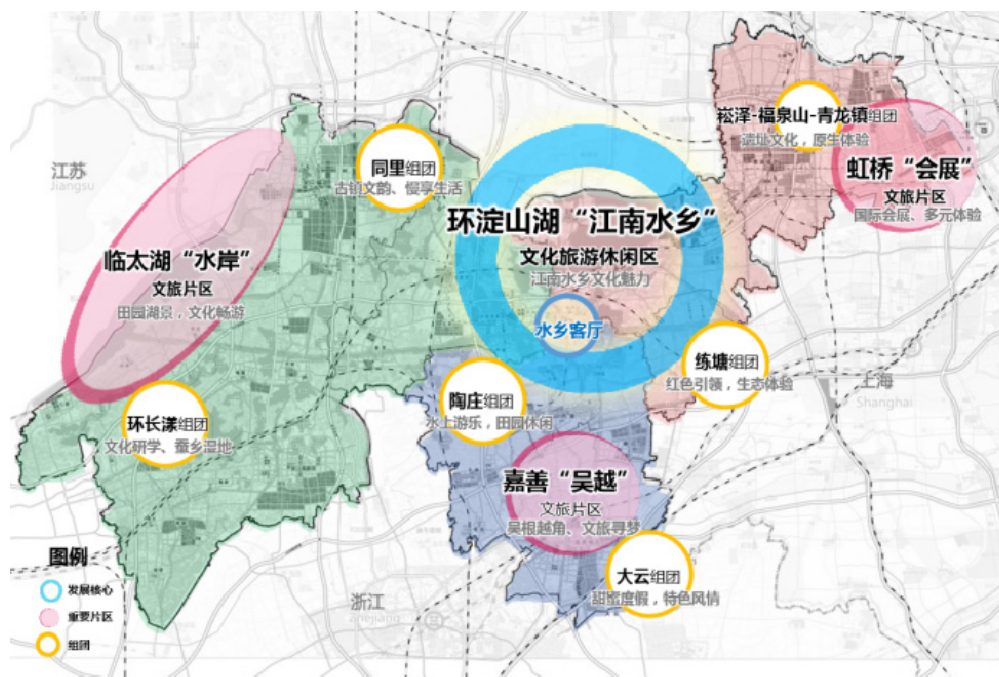 崧泽-福泉山-青龙镇组团
遗址文化，原生体验
虹桥“会展”
文旅片区
国际会展、多元体验
同里组团
古镇文韵、慢享生活
江苏
Jiangsu
环淀山湖“江南水乡”
文化旅游休闲区
江南水乡文化魅力
水乡客厅
临太湖“水岸”
文旅片区
田园湖景，文化畅游
练塘组团
红色引领，生态体验
上海
Shanghai
陶庄组团
水上游乐，田园休闲
环长漾组团
文化研学、蚕乡湿地
嘉善“吴越”
文旅片区
吴根越角、文旅寻梦
大云组团
甜蜜度假，特色风情
浙江
Zhejiang
图例
发展核心
重要片区
组团